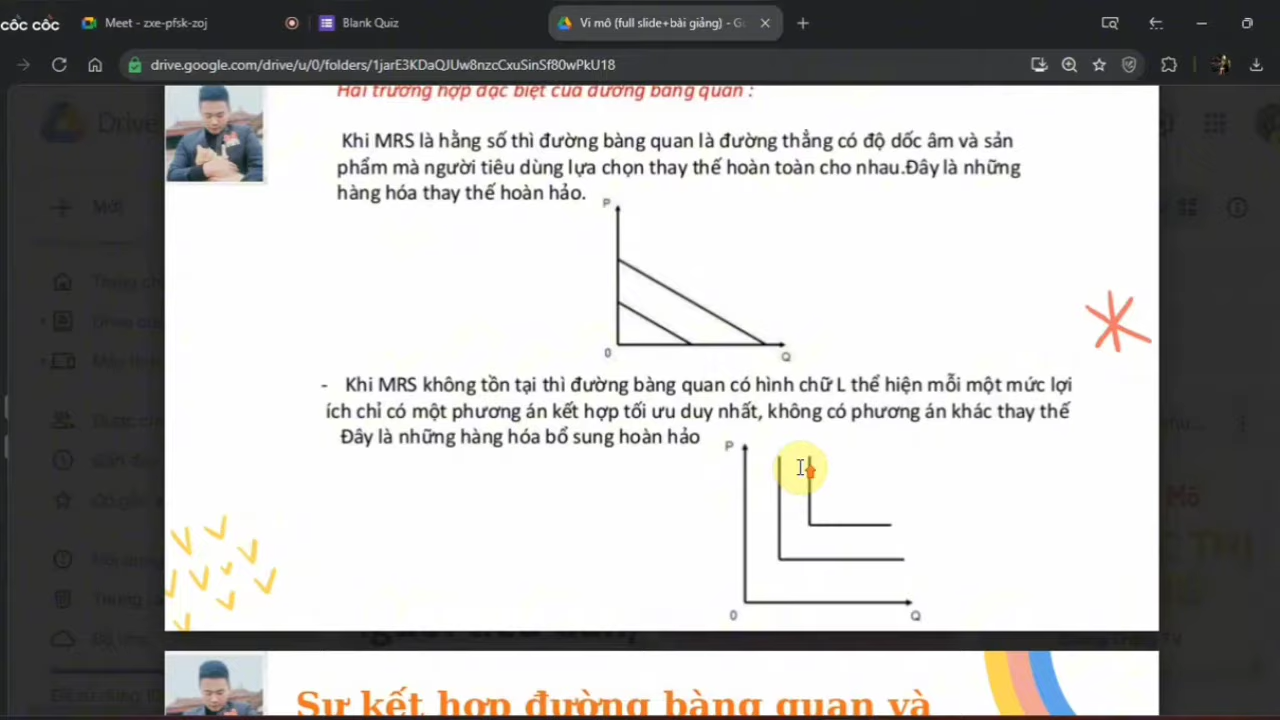 cốc cốc
Meet - zxe-pfsk-zoj
Blank Quiz
Vi mô (full slide+bài giảng) - G
drive.google.com/drive/u/0/folders/1jarE3KDaQJUw8nzcCxuSinSf80wPkU18
Drive
Mới
Hai trường hợp đặc biệt của đường bàng quan :
Khi MRS là hằng số thì đường bàng quan là đường thẳng có độ dốc âm và sản
phẩm mà người tiêu dùng lựa chọn thay thế hoàn toàn cho nhau.Đây là những
hàng hóa thay thế hoàn hảo.
P
0
Q
- Khi MRS không tồn tại thì đường bàng quan có hình chữ L thể hiện mỗi một mức lợi
ích chỉ có một phương án kết hợp tối ưu duy nhất, không có phương án khác thay thế
Đây là những hàng hóa bổ sung hoàn hảo
P
0
Q
Sự kết hợp đường bàng quan và